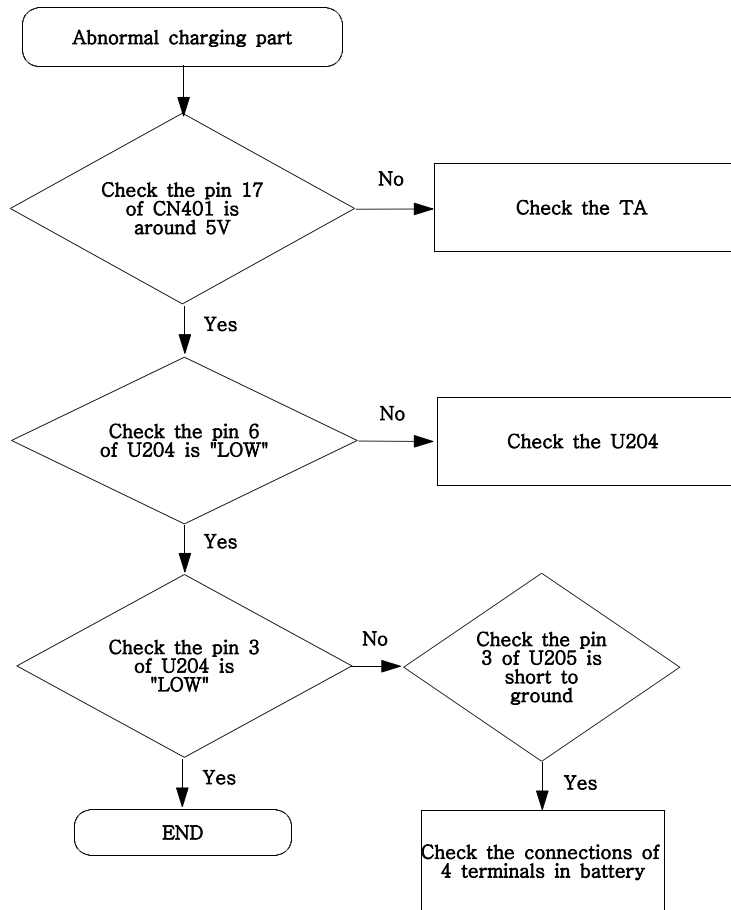 Abnormal charging part
Check the pin 17
of CN401 is
around 5V
No
Check the TA
Yes
Check the pin 6
of U204 is "LOW"
No
Check the U204
Yes
Check the pin 3
of U204 is
"LOW"
No
Check the pin
3 of U205 is
short to
ground
Yes
END
Yes
Check the connections of
4 terminals in battery